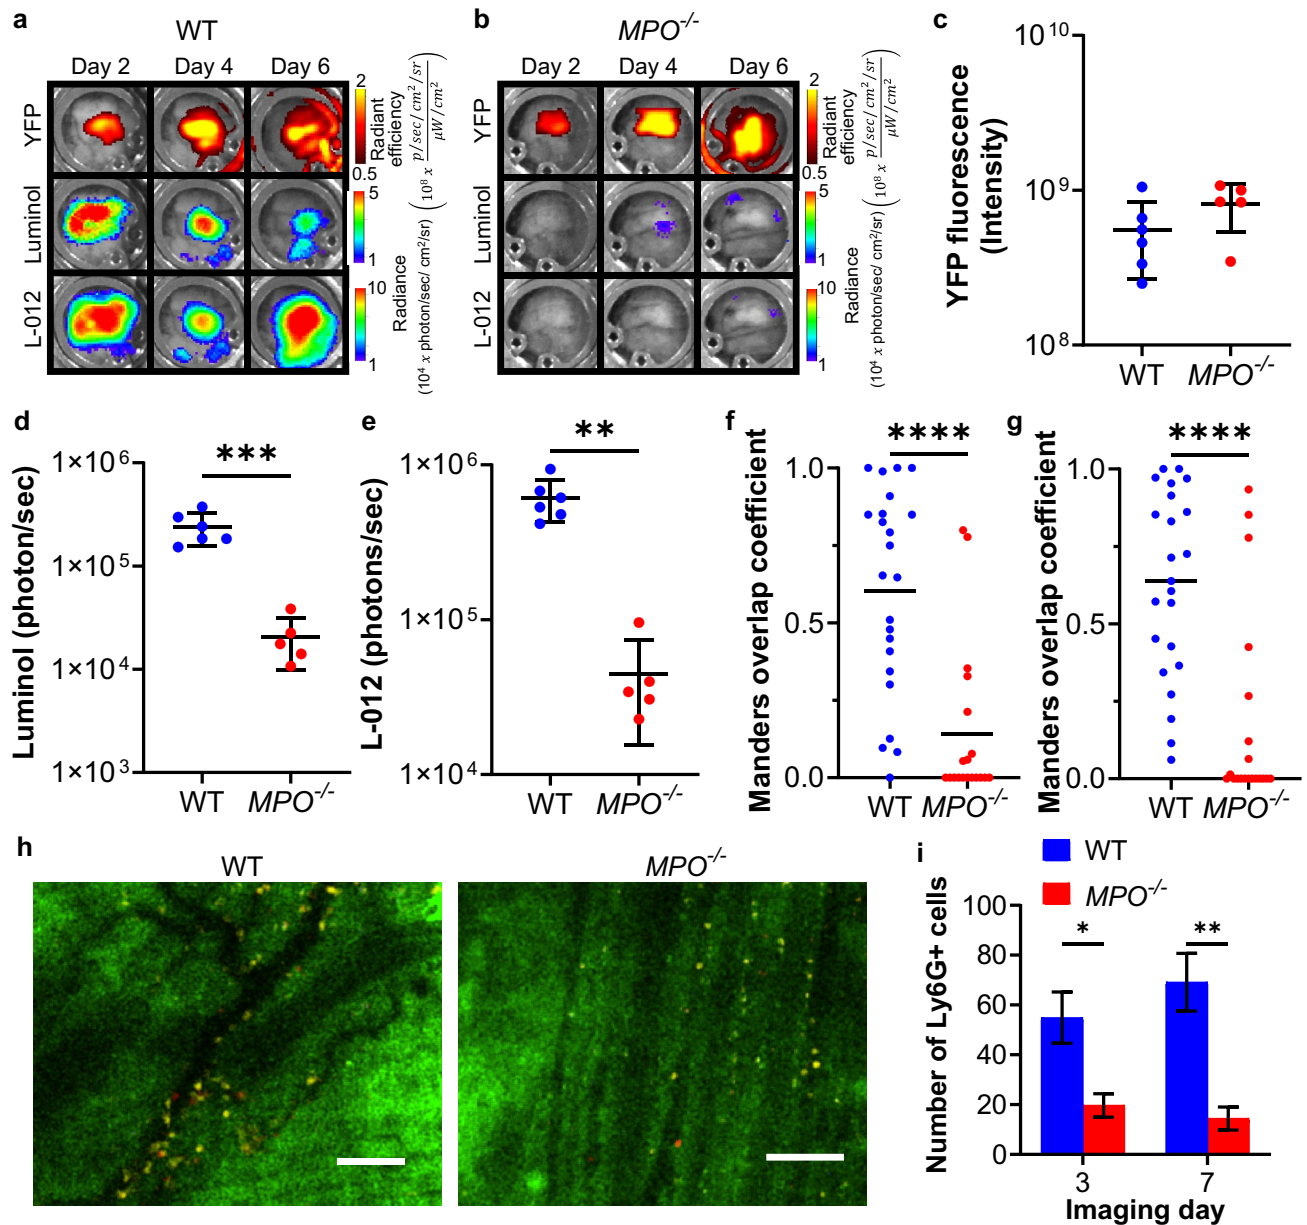 a
WT
Day 2 Day 4 Day 6
YFP
Luminol
L-012
2
0.5
Radiant
efficiency
(10⁸ x p/sec/cm²/sr / μW/cm²)
5
1
10
1
Radiance
(10⁴ x photon/sec/ cm²/sr)
b
MPO⁻/⁻
Day 2 Day 4 Day 6
YFP
Luminol
L-012
2
0.5
Radiant
efficiency
(10⁸ x p/sec/cm²/sr / μW/cm²)
5
1
10
1
Radiance
(10⁴ x photon/sec/ cm²/sr)
c
YFP fluorescence
(Intensity)
10¹⁰
10⁹
10⁸
WT MPO⁻/⁻
d
Luminol (photon/sec)
1×10⁶
1×10⁵
1×10⁴
1×10³
***
WT MPO⁻/⁻
e
L-012 (photons/sec)
1×10⁶
1×10⁵
1×10⁴
**
WT MPO⁻/⁻
f
Manders overlap coefficient
1.0
0.5
0.0
****
WT MPO⁻/⁻
g
Manders overlap coefficient
1.0
0.5
0.0
****
WT MPO⁻/⁻
h
WT
MPO⁻/⁻
i
WT
MPO⁻/⁻
Number of Ly6G+ cells
100
80
60
40
20
0
*
**
3 7
Imaging day